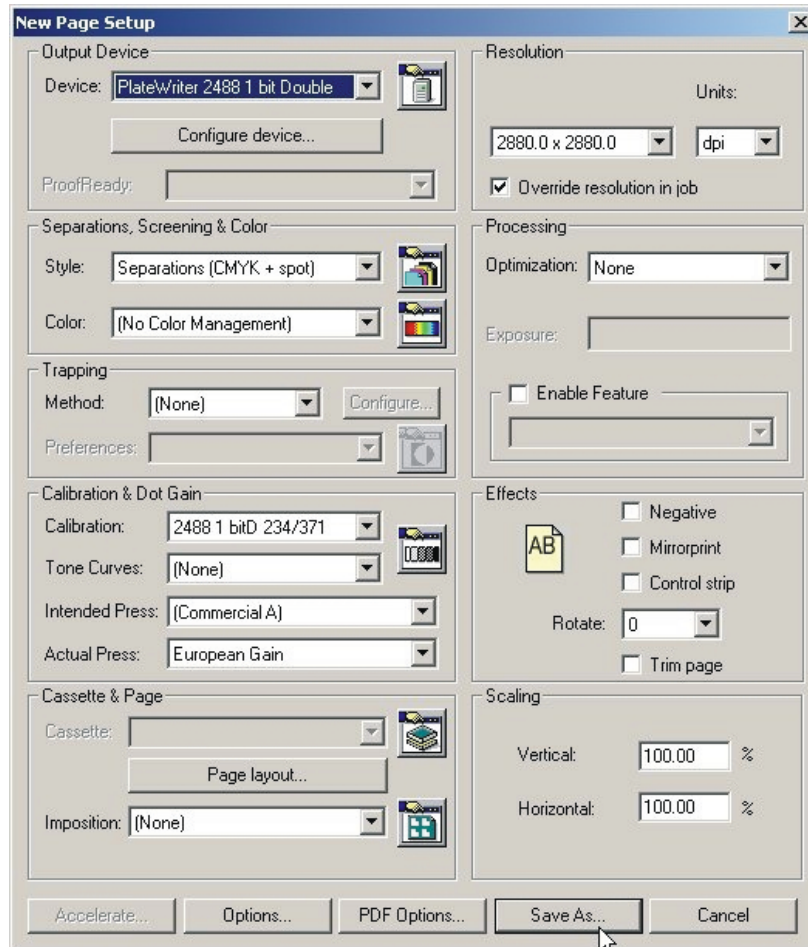 New Page Setup
Output Device
Device: PlateWriter 2488 1 bit Double
Configure device...
ProofReady:
Resolution
Units:
2880.0 x 2880.0 dpi
Override resolution in job
Separations, Screening & Color
Style: Separations (CMYK + spot)
Color: (No Color Management)
Processing
Optimization: None
Exposure:
Enable Feature
Trapping
Method: (None) Configure...
Preferences:
Calibration & Dot Gain
Calibration: 2488 1 bitD 234/371
Tone Curves: (None)
Intended Press: (Commercial A)
Actual Press: European Gain
Effects
AB
Negative
Mirrorprint
Control strip
Rotate: 0
Trim page
Cassette & Page
Cassette:
Page layout...
Imposition: (None)
Scaling
Vertical: 100.00 %
Horizontal: 100.00 %
Accelerate... Options... PDF Options... Save As... Cancel